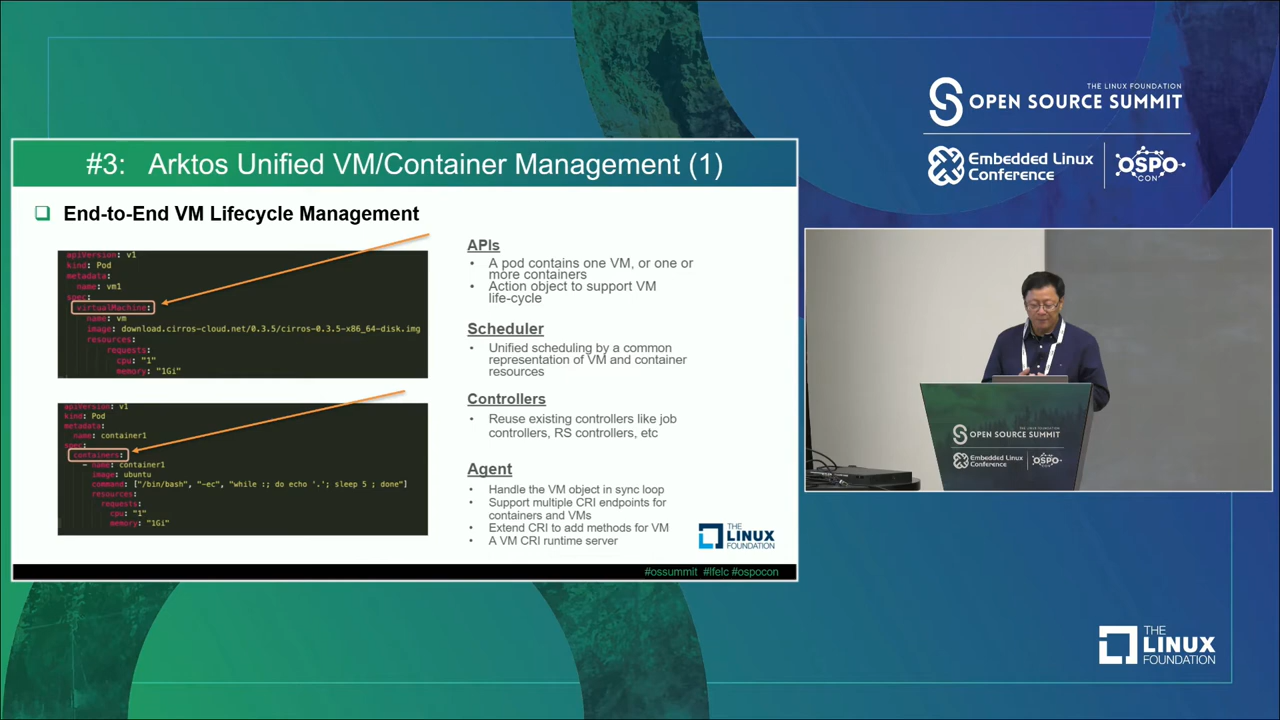 #3: Arktos Unified VM/Container Management (1)
End-to-End VM Lifecycle Management
apiVersion: v1
kind: Pod
metadata:
name: vm1
spec:
virtualMachine:
name: vm
image: download.cirros-cloud.net/0.3.5/cirros-0.3.5-x86_64-disk.img
resources:
requests:
cpu: "1"
memory: "1Gi"
apiVersion: v1
kind: Pod
metadata:
name: container1
spec:
containers:
- name: container1
image: ubuntu
command: ["/bin/bash", "-ec", "while :; do echo '.'; sleep 5 ; done"]
resources:
requests:
cpu: "1"
memory: "1Gi"
APIs
• A pod contains one VM, or one or
more containers
• Action object to support VM
life-cycle
Scheduler
• Unified scheduling by a common
representation of VM and container
resources
Controllers
• Reuse existing controllers like job
controllers, RS controllers, etc
Agent
• Handle the VM object in sync loop
• Support multiple CRI endpoints for
containers and VMs
• Extend CRI to add methods for VM
• A VM CRI runtime server
THE
LINUX
FOUNDATION
#ossummit #lfelc #ospocon
THE LINUX FOUNDATION
OPEN SOURCE SUMMIT
Embedded Linux
Conference
OSPO
CON
THE LINUX FOUNDATION
OPEN SOURCE SUMMIT
Embedded Linux
Conference
OSPO
CON
THE
LINUX
FOUNDATION